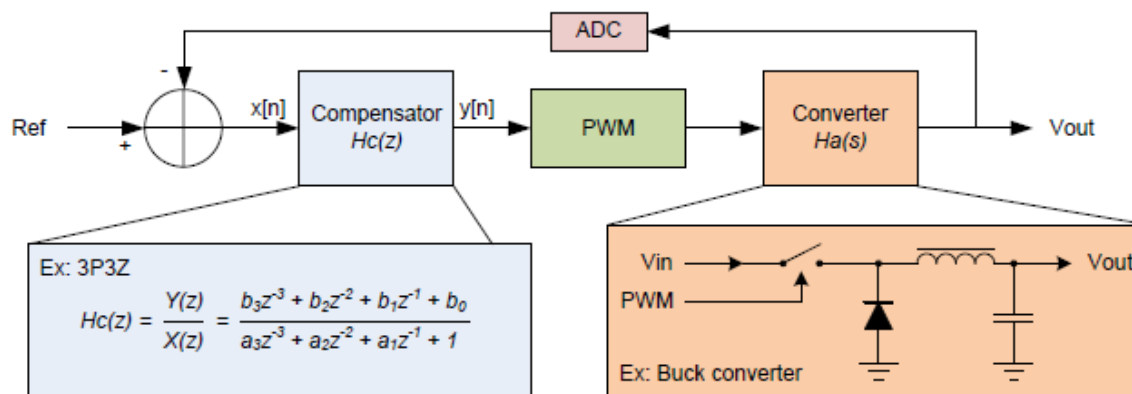 ADC
-
Ref
+
x[n]
Compensator
Hc(z)
y[n]
PWM
Converter
Ha(s)
Vout
Ex: 3P3Z
Hc(z) = Y(z)/X(z) = b₃z⁻³ + b₂z⁻² + b₁z⁻¹ + b₀ / a₃z⁻³ + a₂z⁻² + a₁z⁻¹ + 1
Vin
Vout
PWM
Ex: Buck converter